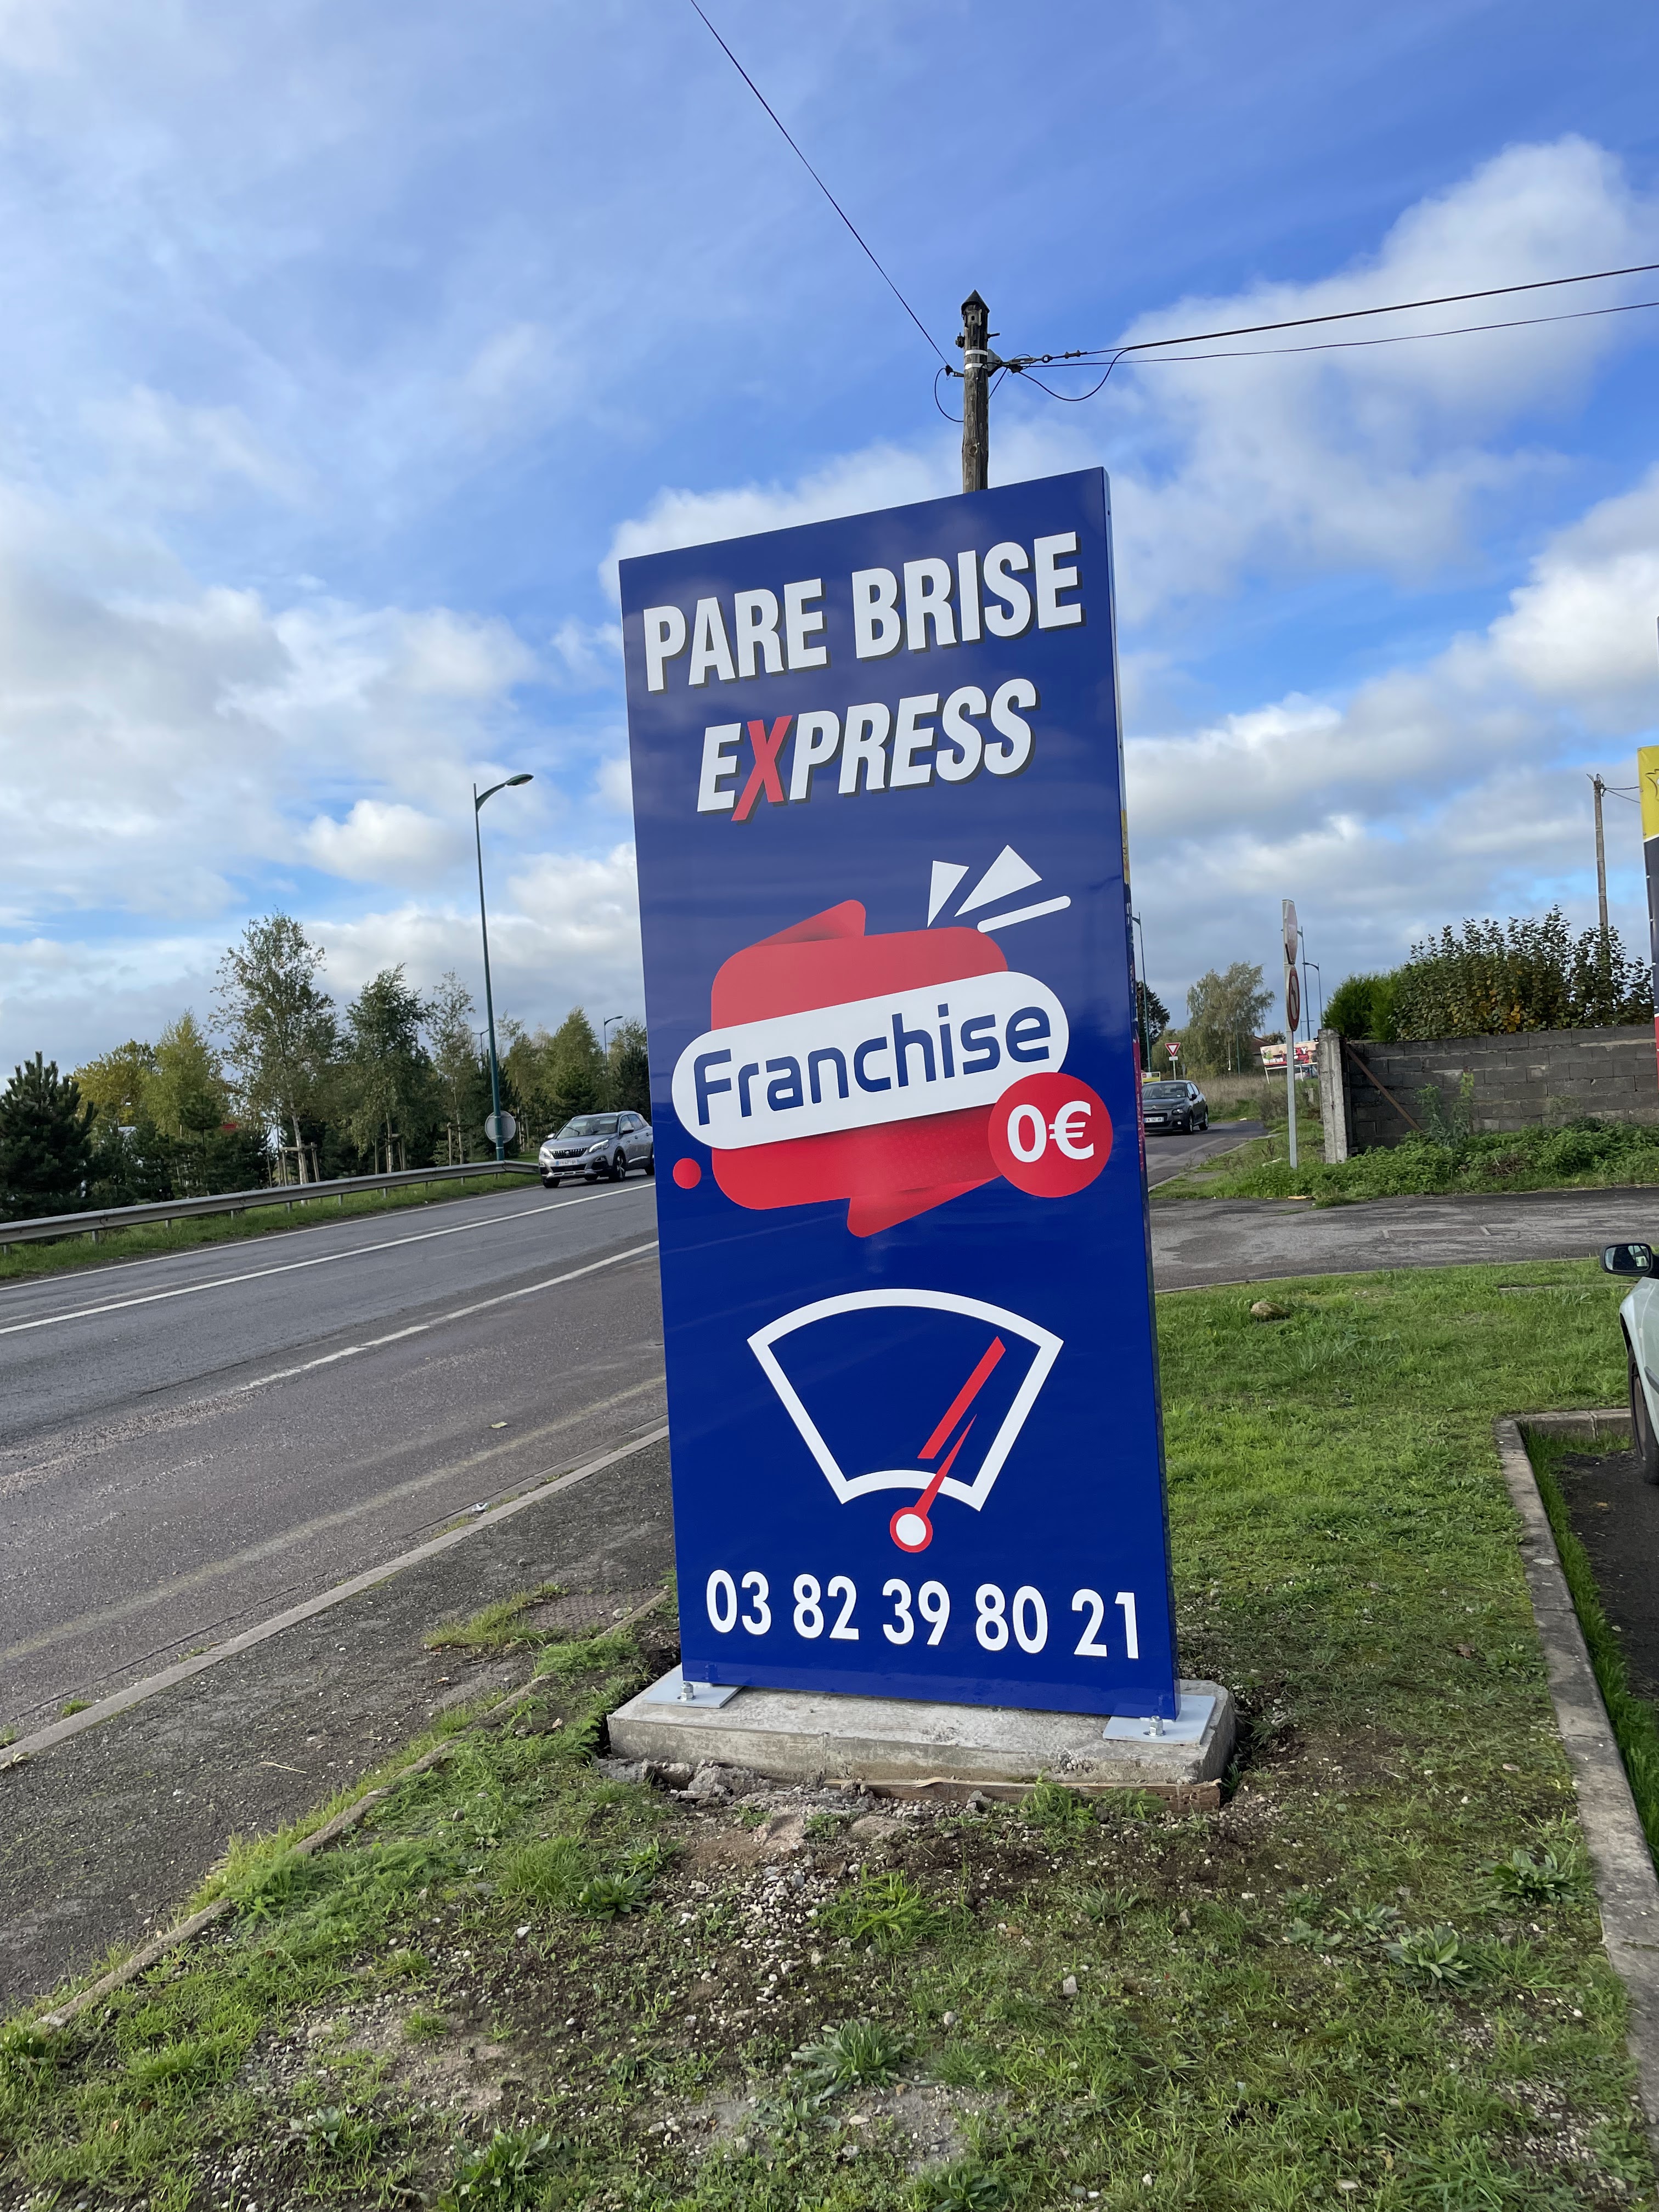 PARE BRISE
EXPRESS
Franchise
0€
03 82 39 80 21